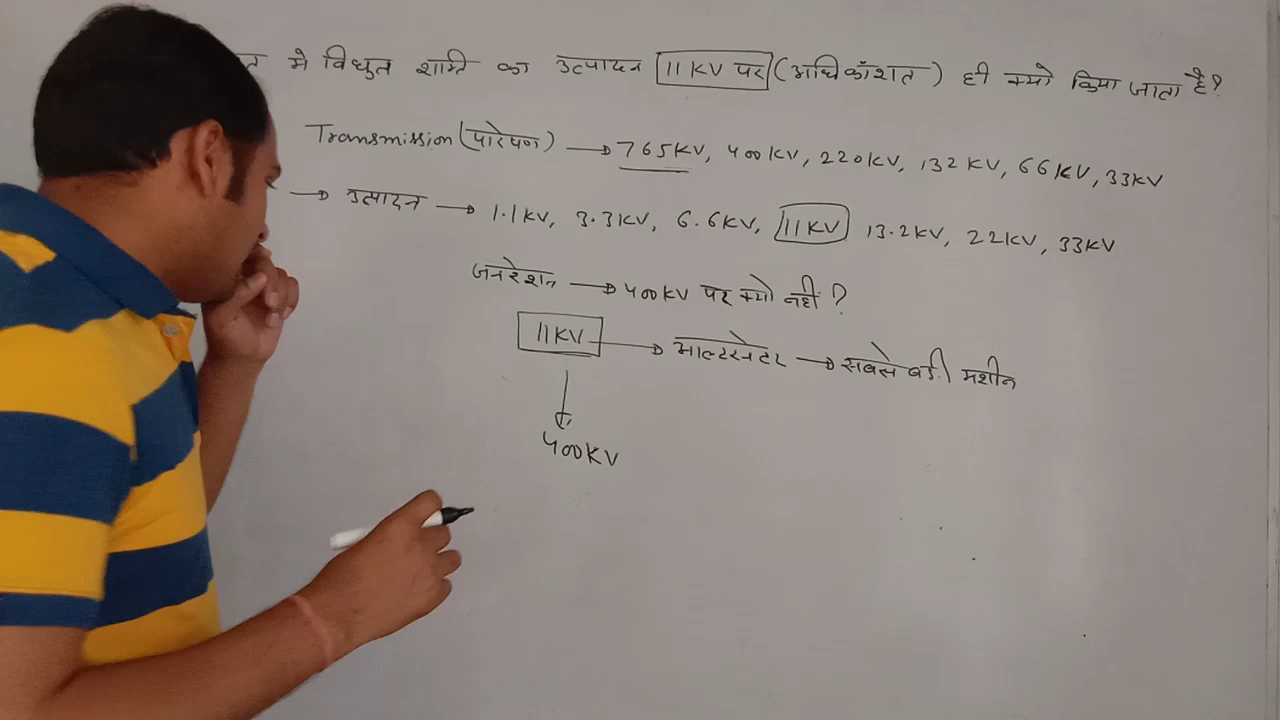 में विधुत शक्ति का उत्पादन 11KV पर (अधिकाँशत) ही क्यो किया जाता है?
Transmission (पारेषण) → 765KV, 400KV, 220KV, 132KV, 66KV, 33KV
→ उत्पादन → 1.1KV, 3.3KV, 6.6KV, 11KV 13.2KV, 22KV, 33KV
जनरेशन → 400KV पर क्यो नही?
11KV → आल्टरनेटर → सबसे बडी मशीन
↓
400KV